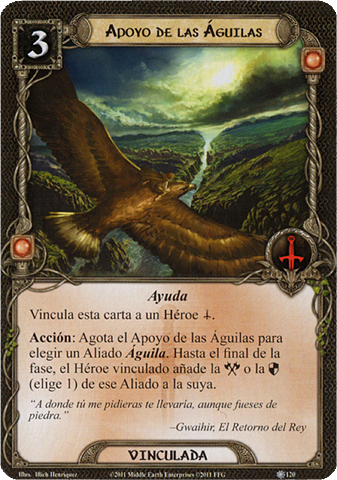 3
APOYO DE LAS ÁGUILAS
Ayuda
Vincula esta carta a un Héroe.
Acción: Agota el Apoyo de las Águilas para
elegir un Aliado Águila. Hasta el final de la
fase, el Héroe vinculado añade la o la
(elige 1) de ese Aliado a la suya.
"A donde tú me pidieras te llevaría, aunque fueses de
piedra."
–Gwaihir, El Retorno del Rey
VINCULADA
Illus. Illich Henriquez
©2011 Middle Earth Enterprises ©2011 FFG
120